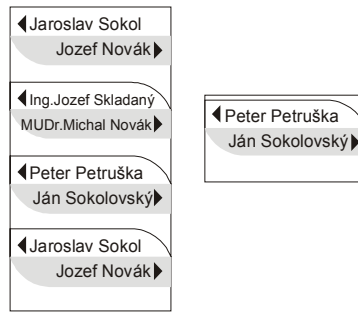 Jaroslav Sokol
Jozef Novák
Ing.Jozef Skladaný
MUDr.Michal Novák
Peter Petruška
Ján Sokolovský
Jaroslav Sokol
Jozef Novák
Peter Petruška
Ján Sokolovský